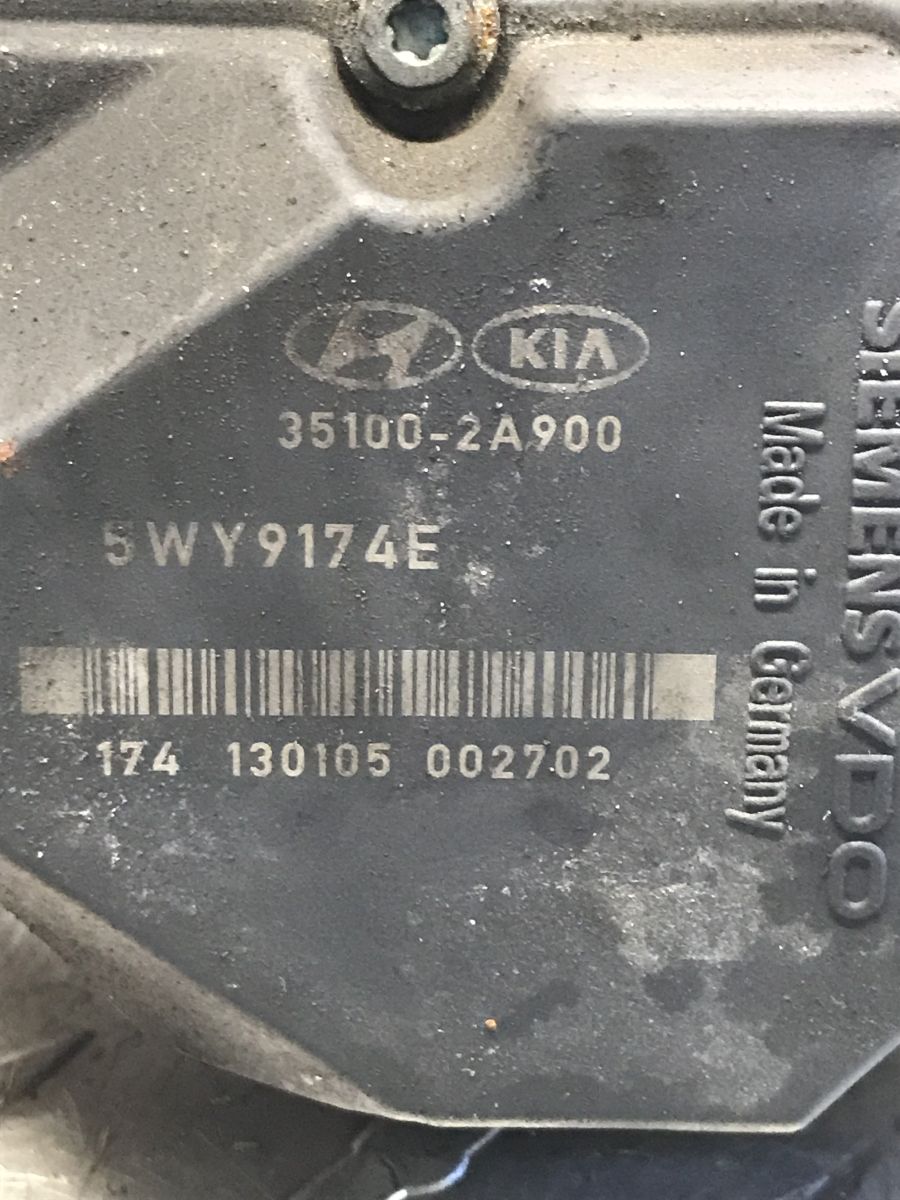 KIA
35100-2A900
5WY9174E
174 130105 002702
Made in Germany
SIEMENS VDO